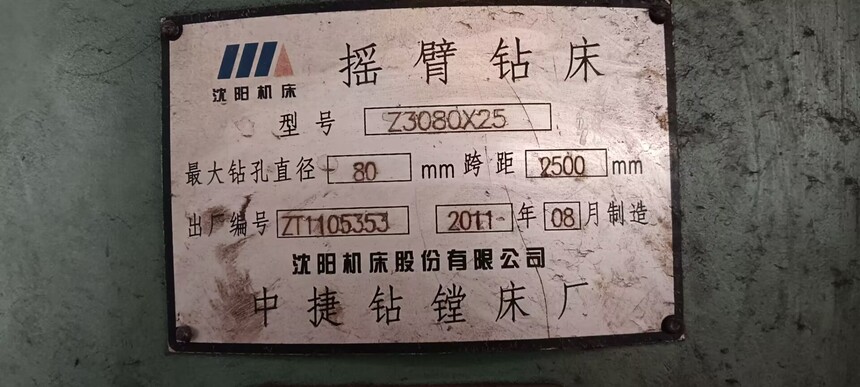 摇臂钻床
沈阳机床
型号 Z3080X25
最大钻孔直径 80 mm 跨距 2500 mm
出厂编号 ZT1105353 2011 年 08 月制造
沈阳机床股份有限公司
中捷钻镗床厂